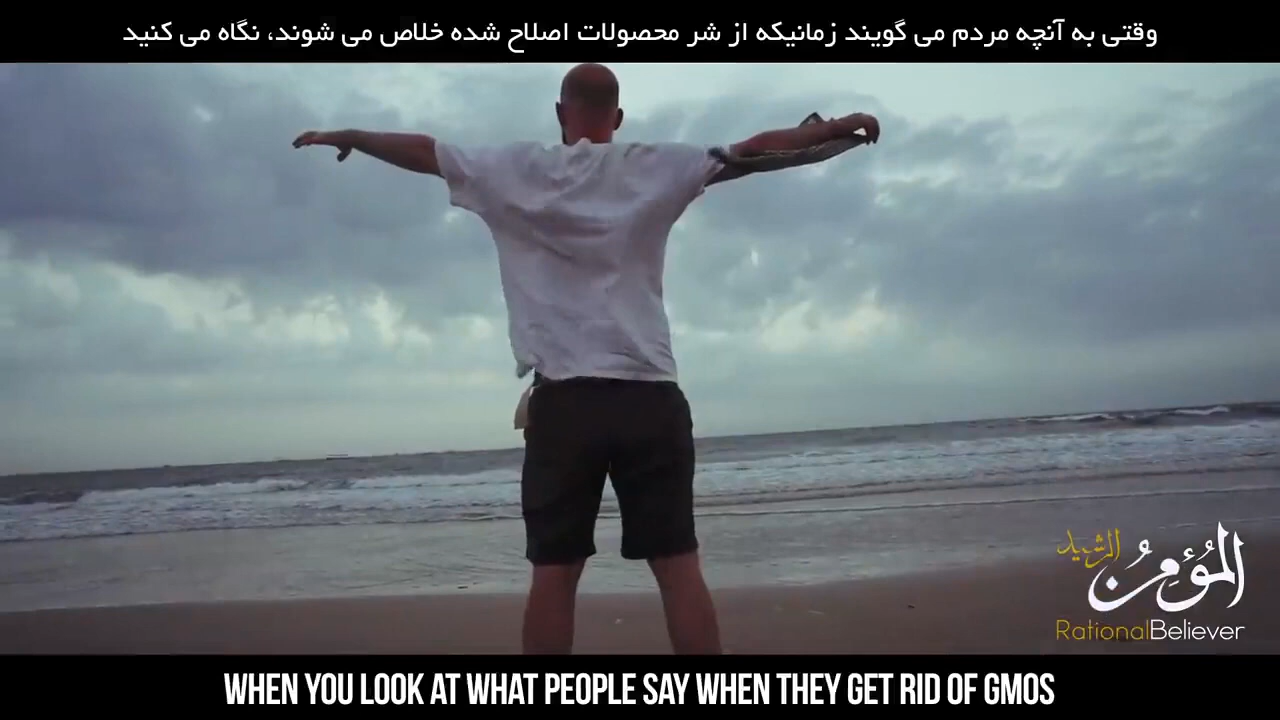 وقتی به آنچه مردم می گویند زمانیکه از شر محصولات اصلاح شده خلاص می شوند، نگاه می کنید
المؤمن الرشيد
RationalBeliever
WHEN YOU LOOK AT WHAT PEOPLE SAY WHEN THEY GET RID OF GMOS